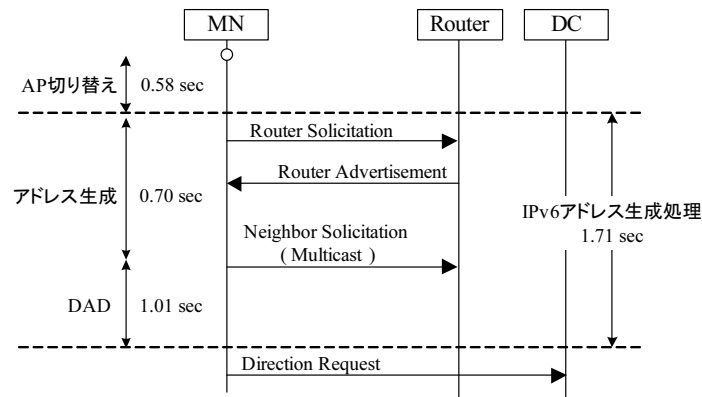 MN
Router
DC
AP切り替え
0.58 sec
Router Solicitation
Router Advertisement
アドレス生成
0.70 sec
IPv6アドレス生成処理
1.71 sec
Neighbor Solicitation
( Multicast )
DAD
1.01 sec
Direction Request